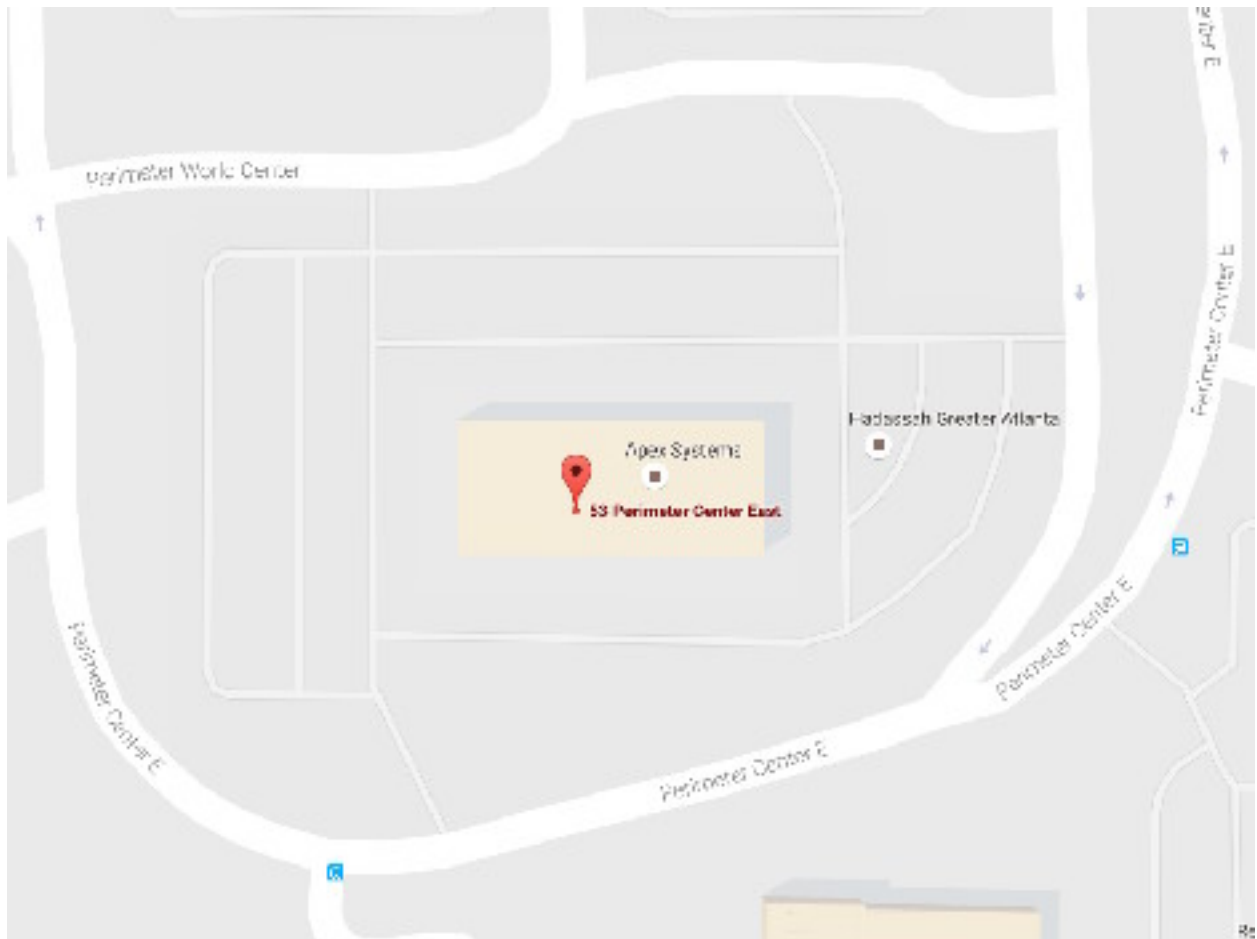 Perimeter World Center
Perimeter Center E
Hadassah Greater Atlanta
Apex Systems
53 Perimeter Center East
Perimeter Center E
Perimeter Center E
Perimeter Center E